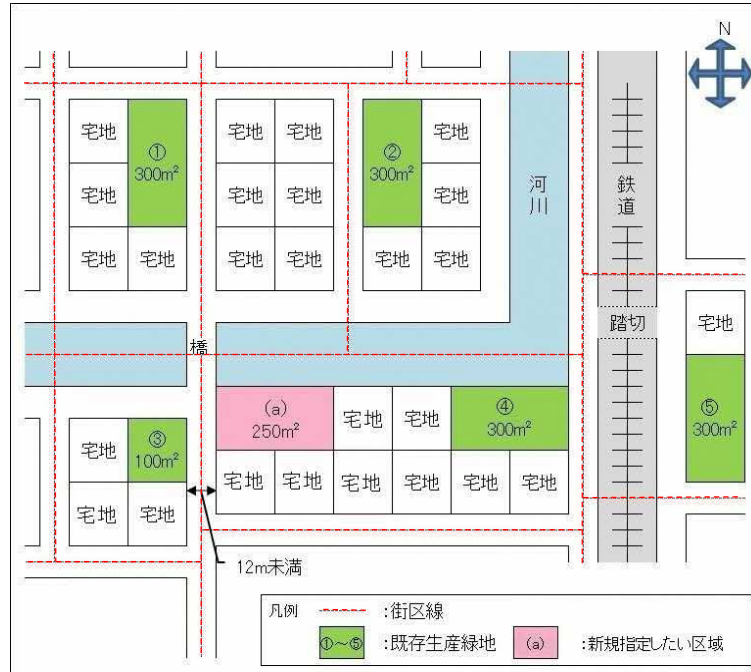 N
宅地
①
300m²
宅地 宅地
②
300m²
宅地
宅地
宅地 宅地
宅地
宅地 宅地
宅地 宅地
宅地 宅地
河川
鉄道
橋
踏切
宅地
宅地
③
100m²
(a)
250m²
宅地
宅地
④
300m²
⑤
300m²
宅地 宅地
宅地 宅地 宅地 宅地 宅地 宅地
12m未満
凡例
:街区線
①~⑤
:既存生産緑地
(a)
:新規指定したい区域